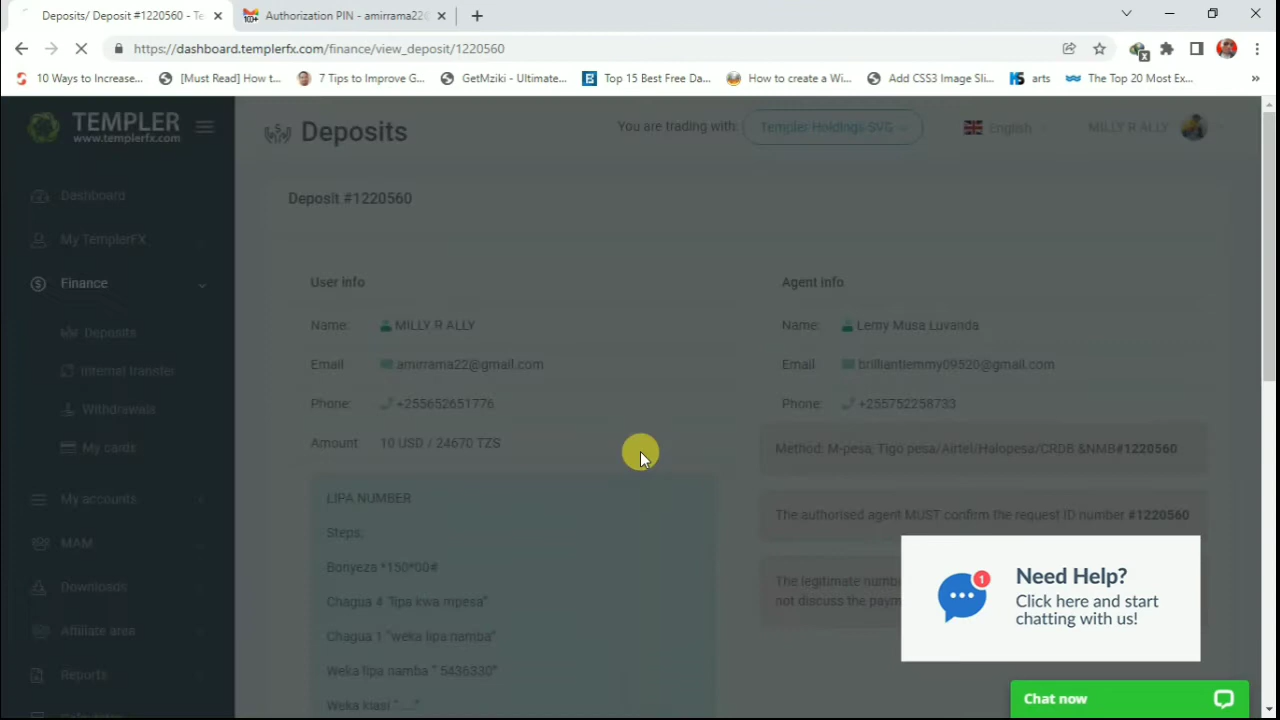 Deposits/ Deposit #1220560 - Te
Authorization PIN - amirrama22@
https://dashboard.templerfx.com/finance/view_deposit/1220560
10 Ways to Increase...
[Must Read] How t...
7 Tips to Improve G...
GetMziki - Ultimate...
Top 15 Best Free Da...
How to create a Wi...
Add CSS3 Image Sli...
arts
The Top 20 Most Ex...
TEMPLER
www.templerfx.com
Deposits
You are trading with:
Templer Holdings SVG
English
MILLY R ALLY
Dashboard
My TemplerFX
Finance
Deposits
Internal transfer
Withdrawals
My cards
My accounts
MAM
Downloads
Affiliate area
Reports
Deposit #1220560
User info
Name: MILLY R ALLY
Email amirrama22@gmail.com
Phone: +255652651776
Amount 10 USD / 24670 TZS
LIPA NUMBER
Steps;
Bonyeza *150*00#
Chagua 4 "lipa kwa mpesa"
Chagua 1 "weka lipa namba"
Weka lipa namba " 5436330"
Weka kiasi "....."
Agent info
Name: Lemy Musa Luvanda
Email brilliantlemmy09520@gmail.com
Phone: +255752258733
Method: M-pesa; Tigo pesa/Airtel/Halopesa/CRDB &NMB#1220560
The authorised agent MUST confirm the request ID number #1220560
The legitimate numb
not discuss the paym
Need Help?
Click here and start
chatting with us!
1
Chat now